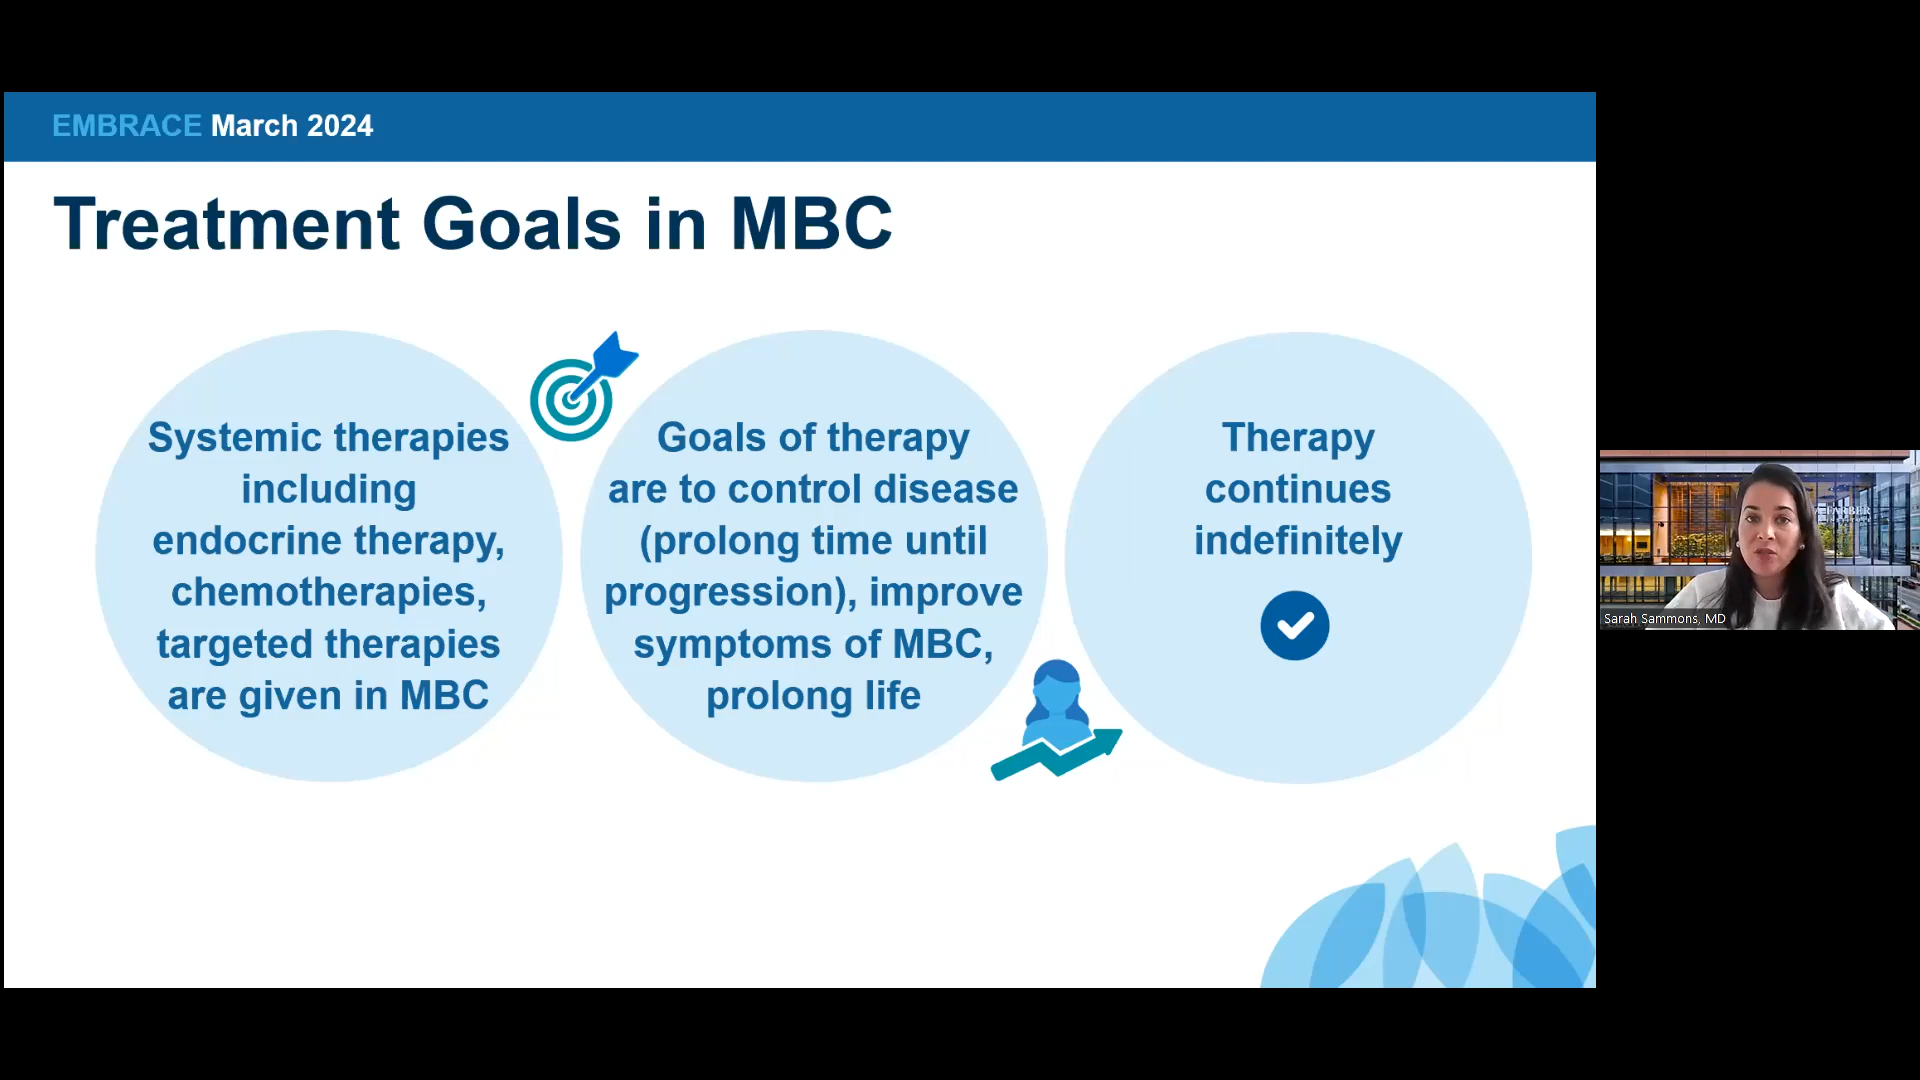 EMBRACE March 2024
Treatment Goals in MBC
Systemic therapies
including
endocrine therapy,
chemotherapies,
targeted therapies
are given in MBC
Goals of therapy
are to control disease
(prolong time until
progression), improve
symptoms of MBC,
prolong life
Therapy
continues
indefinitely
FARBER
Sarah Sammons, MD